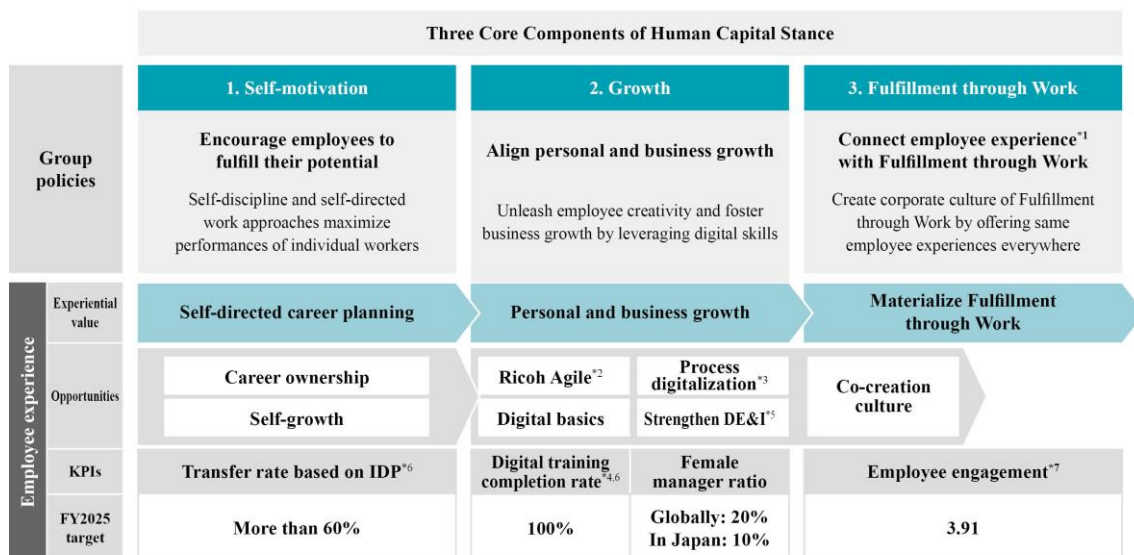 Three Core Components of Human Capital Stance
1. Self-motivation
2. Growth
3. Fulfillment through Work
Group
policies
Encourage employees to
fulfill their potential
Self-discipline and self-directed
work approaches maximize
performances of individual workers
Align personal and business growth
Unleash employee creativity and foster
business growth by leveraging digital skills
Connect employee experience*1
with Fulfillment through Work
Create corporate culture of Fulfillment
through Work by offering same
employee experiences everywhere
Employee experience
Experiential
value
Self-directed career planning
Personal and business growth
Materialize Fulfillment
through Work
Opportunities
Career ownership
Self-growth
Ricoh Agile*2
Process
digitalization*3
Digital basics
Strengthen DE&I*5
Co-creation
culture
KPIs
Transfer rate based on IDP*6
Digital training
completion rate*4,6
Female
manager ratio
Employee engagement*7
FY2025
target
More than 60%
100%
Globally: 20%
In Japan: 10%
3.91